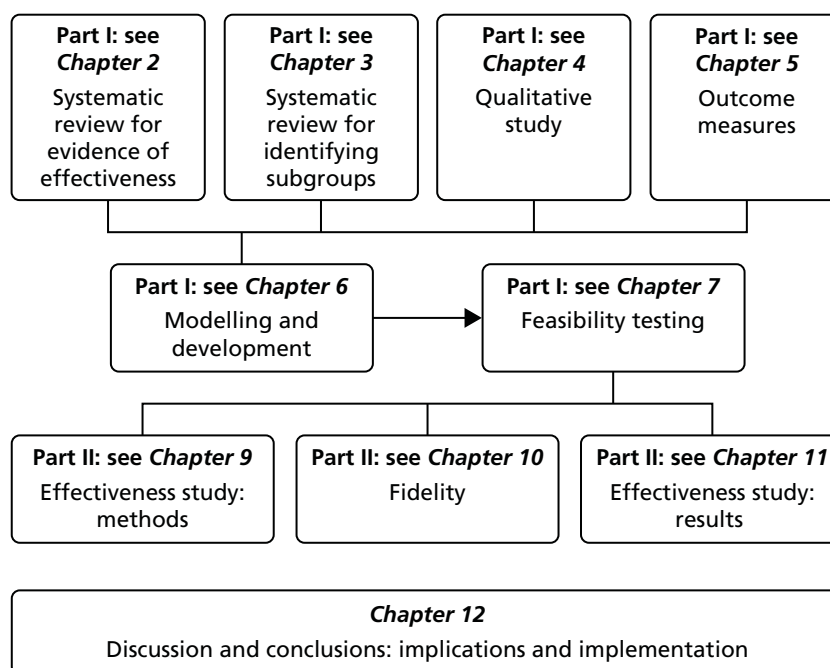 Part I: see
Chapter 2
Systematic
review for
evidence of
effectiveness
Part I: see
Chapter 3
Systematic
review for
identifying
subgroups
Part I: see
Chapter 4
Qualitative
study
Part I: see
Chapter 5
Outcome
measures
Part I: see Chapter 6
Modelling and
development
Part I: see Chapter 7
Feasibility testing
Part II: see Chapter 9
Effectiveness study:
methods
Part II: see Chapter 10
Fidelity
Part II: see Chapter 11
Effectiveness study:
results
Chapter 12
Discussion and conclusions: implications and implementation